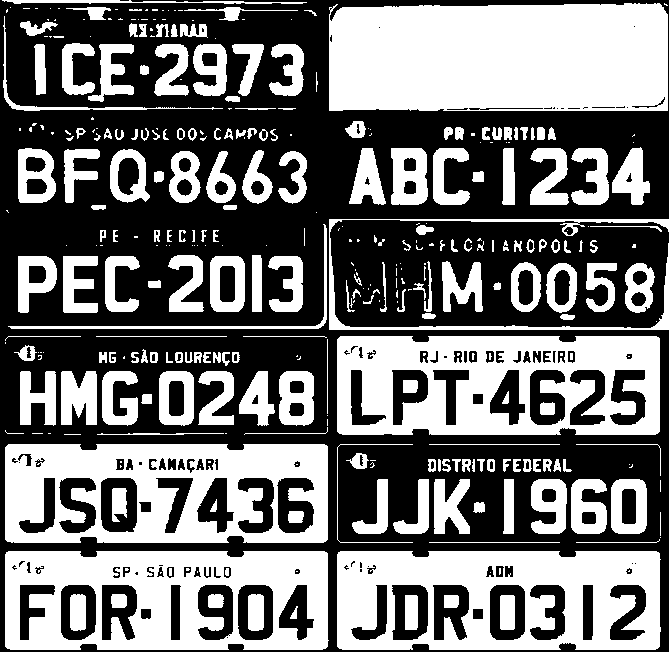 ICE·2973
SP SÃO JOSÉ DOS CAMPOS
BFQ·8663
PR - CURITIBA
ABC·1234
PE - RECIFE
PEC-2013
SC-FLORIANOPOLIS
MHM·0058
MG·SÃO LOURENÇO
HMG·0248
RJ·RIO DE JANEIRO
LPT·4625
BA·CAMAÇARI
JSQ·7436
DISTRITO FEDERAL
JJK·1960
SP·SÃO PAULO
FOR·1904
ADM
JDR·0312